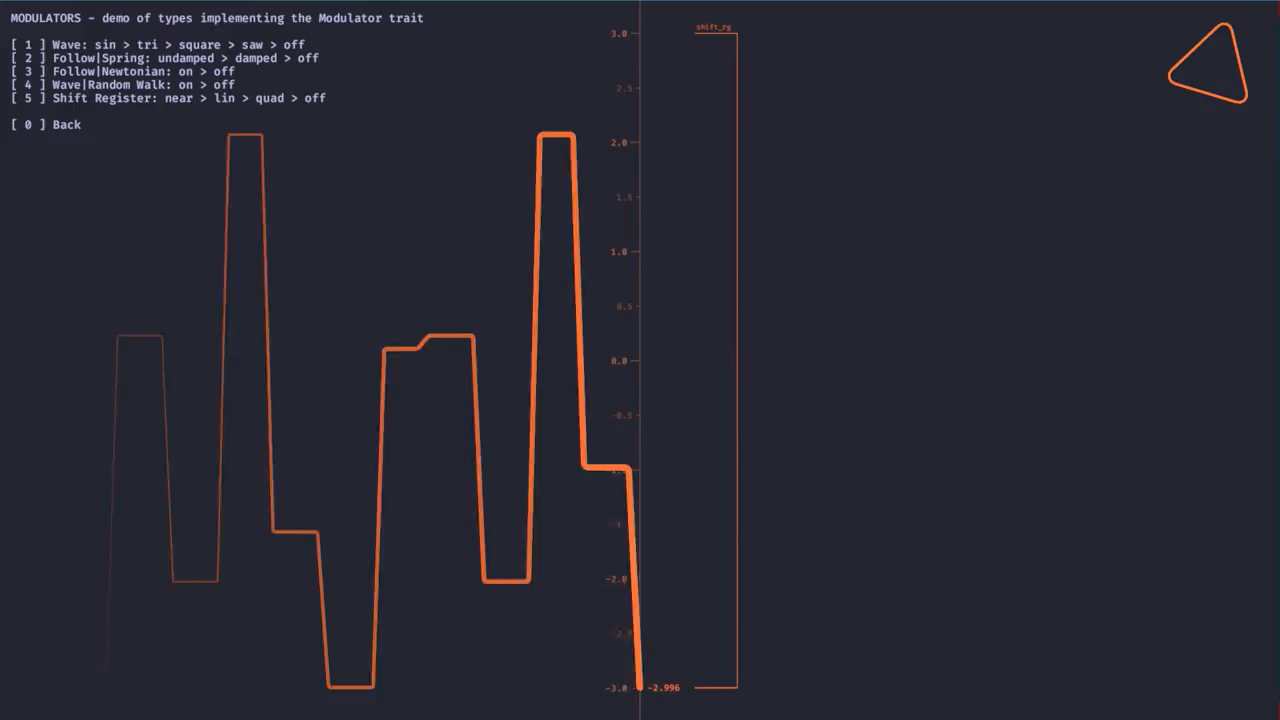 MODULATORS - demo of types implementing the Modulator trait
[ 1 ] Wave: sin > tri > square > saw > off
[ 2 ] Follow|Spring: undamped > damped > off
[ 3 ] Follow|Newtonian: on > off
[ 4 ] Wave|Random Walk: on > off
[ 5 ] Shift Register: near > lin > quad > off
[ 0 ] Back
shift_rg
3.0
2.5
2.0
1.5
1.0
0.5
0.0
-0.5
-2.0
-3.0
-2.996